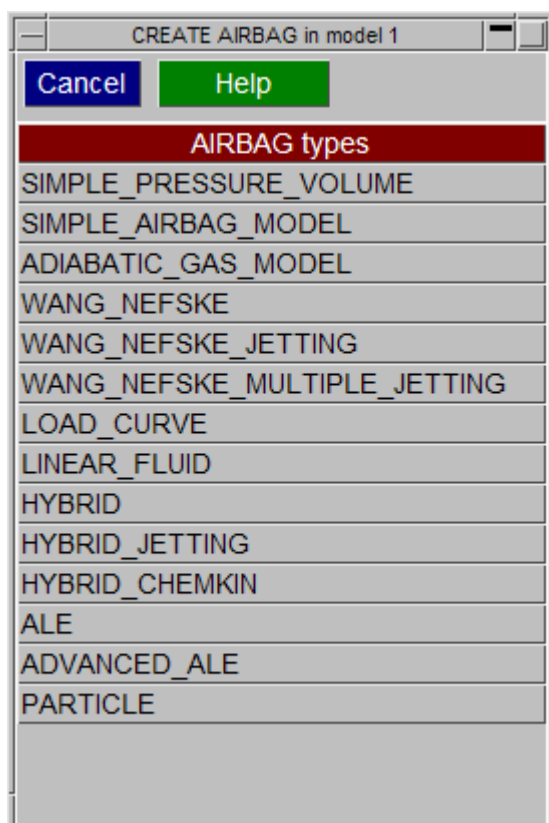 CREATE AIRBAG in model 1
Cancel Help
AIRBAG types
SIMPLE_PRESSURE_VOLUME
SIMPLE_AIRBAG_MODEL
ADIABATIC_GAS_MODEL
WANG_NEFSKE
WANG_NEFSKE_JETTING
WANG_NEFSKE_MULTIPLE_JETTING
LOAD_CURVE
LINEAR_FLUID
HYBRID
HYBRID_JETTING
HYBRID_CHEMKIN
ALE
ADVANCED_ALE
PARTICLE